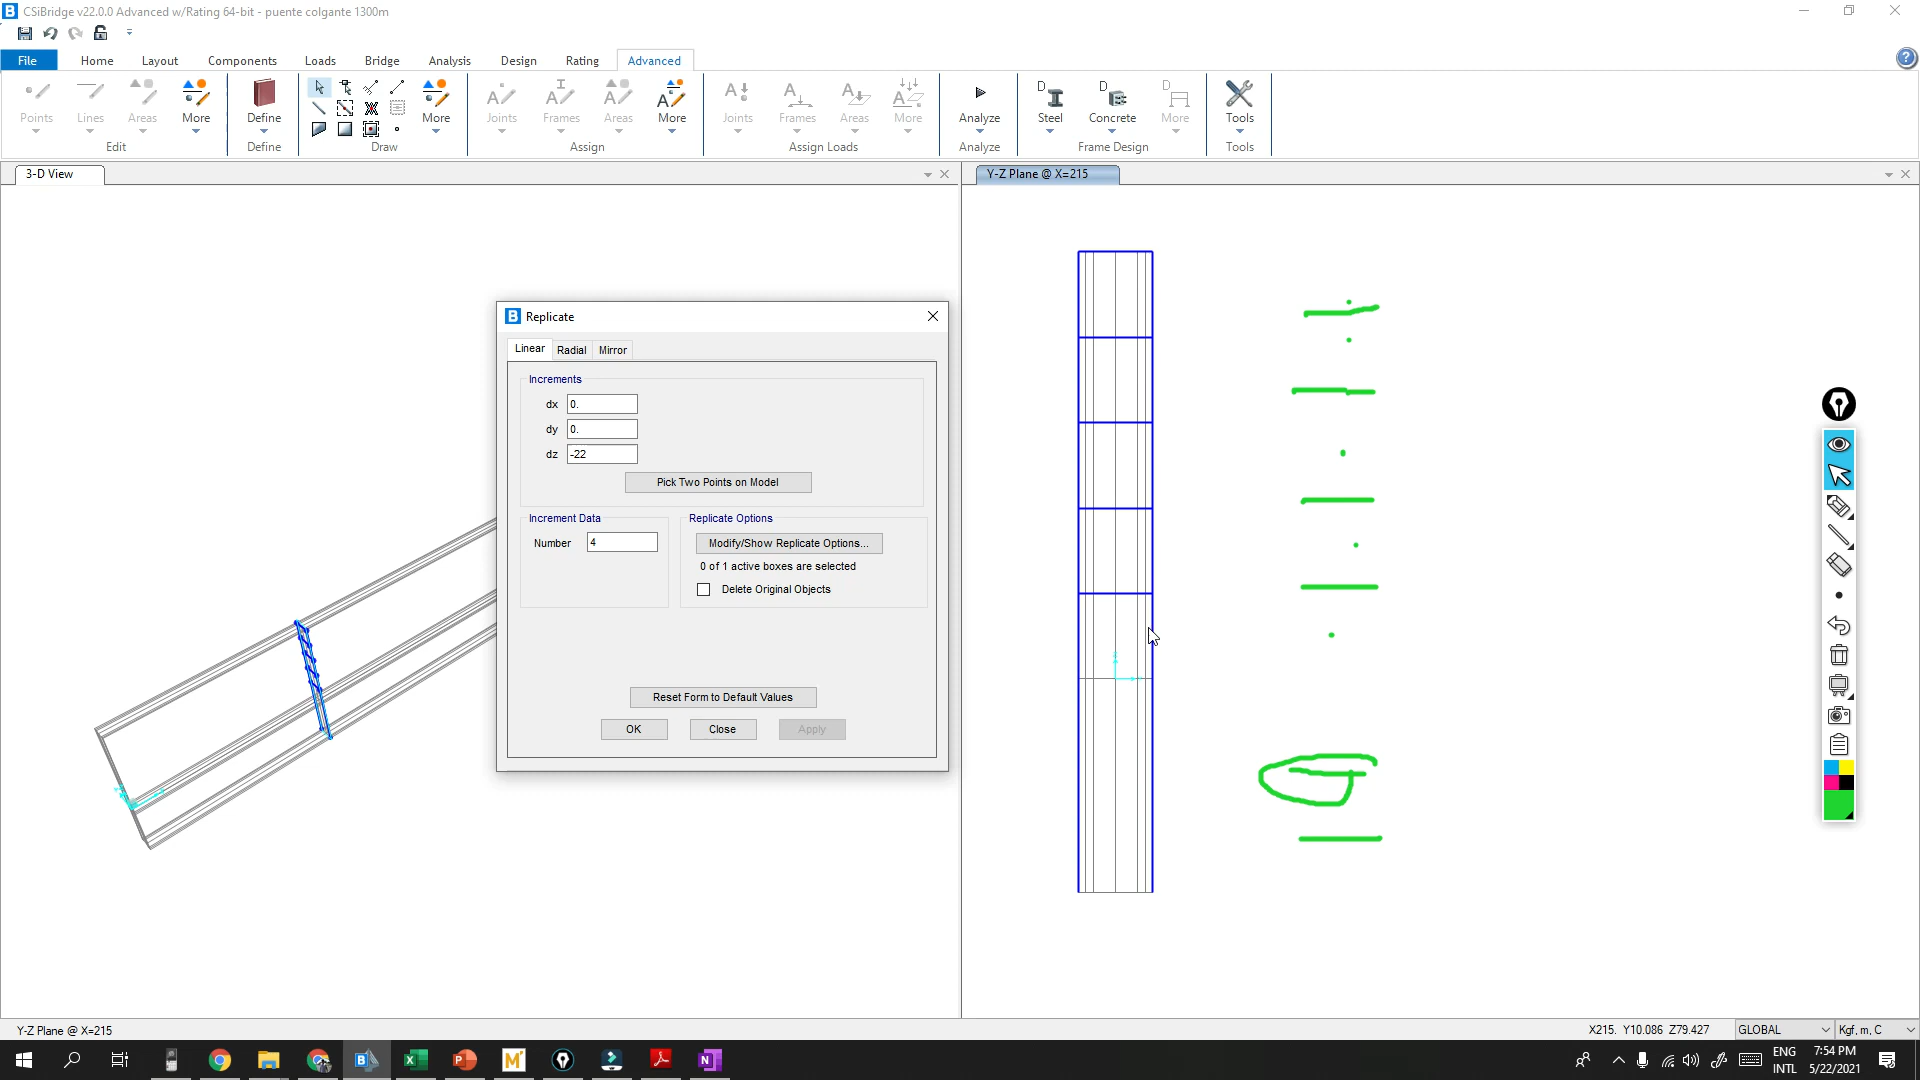 CSiBridge v22.0.0 Advanced w/Rating 64-bit - puente colgante 1300m
File Home Layout Components Loads Bridge Analysis Design Rating Advanced
Points Lines Areas More Define More Joints Frames Areas More Joints Frames Areas More Analyze Steel Concrete More Tools
Edit Define Draw Assign Assign Loads Analyze Frame Design Tools
3-D View
Y-Z Plane @ X=215
Replicate
Linear Radial Mirror
Increments
dx 0.
dy 0.
dz -22
Pick Two Points on Model
Increment Data
Number 4
Replicate Options
Modify/Show Replicate Options...
0 of 1 active boxes are selected
Delete Original Objects
Reset Form to Default Values
OK Close Apply
Y-Z Plane @ X=215
X215. Y10.086 Z79.427 GLOBAL Kgf, m, C
ENG
INTL
7:54 PM
5/22/2021